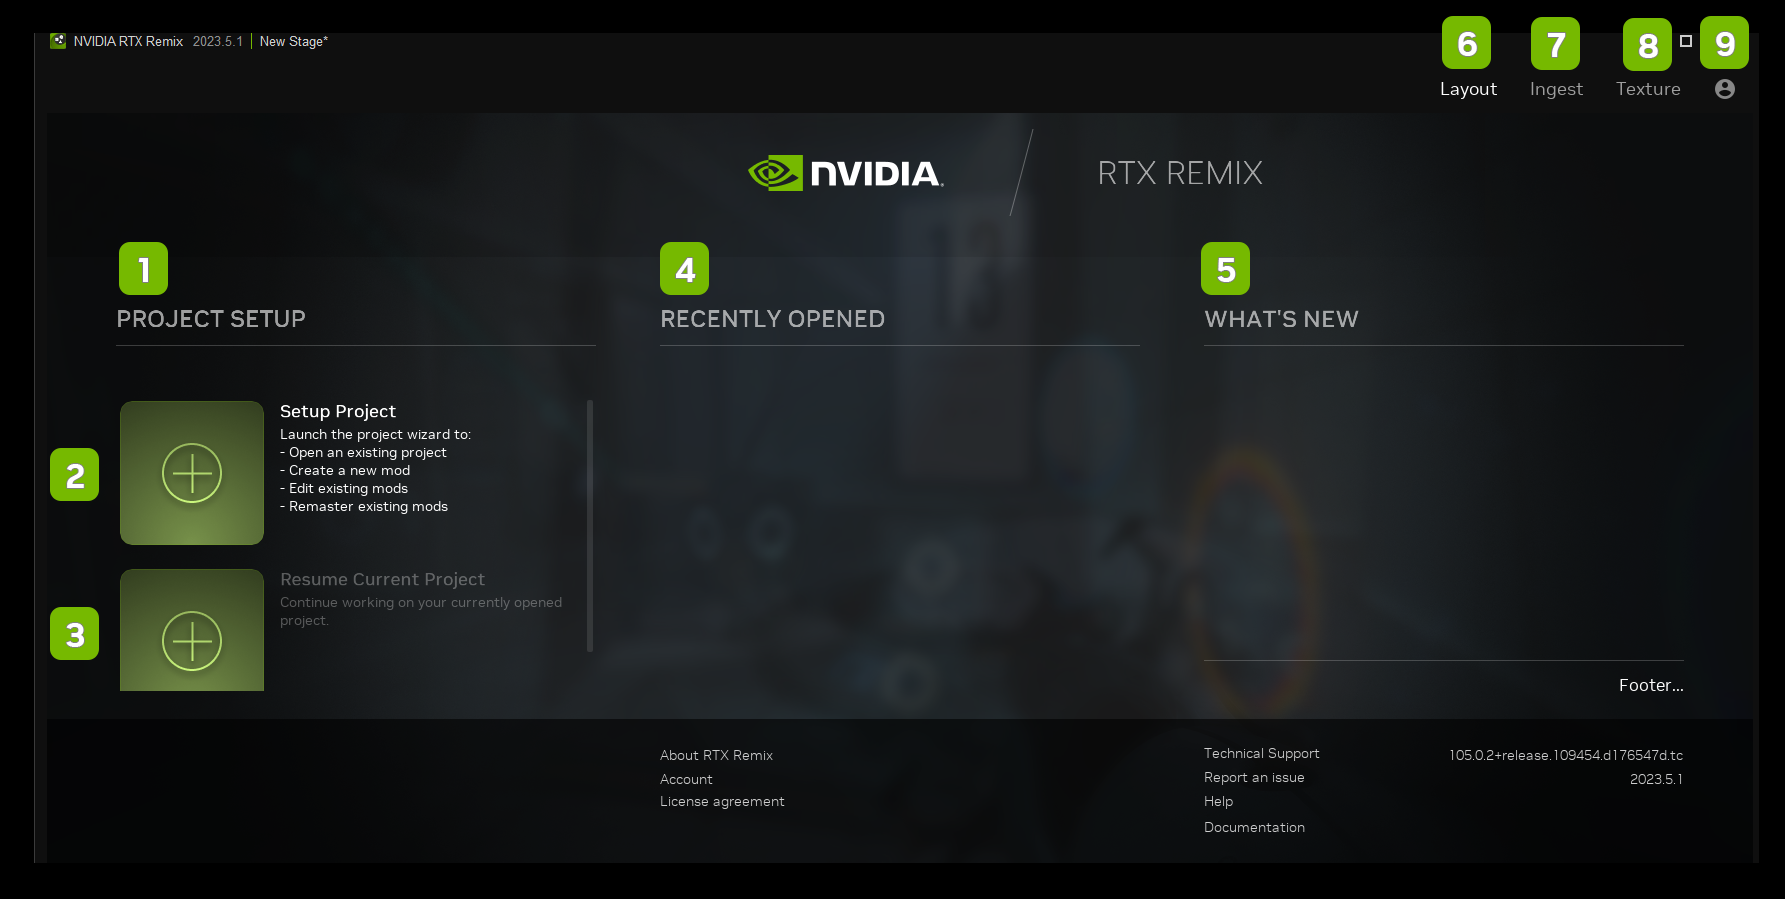 NVIDIA RTX Remix 2023.5.1 | New Stage*
6 7 8 9
Layout Ingest Texture
NVIDIA.
RTX REMIX
1
PROJECT SETUP
2
Setup Project
Launch the project wizard to:
- Open an existing project
- Create a new mod
- Edit existing mods
- Remaster existing mods
3
Resume Current Project
Continue working on your currently opened
project.
4
RECENTLY OPENED
5
WHAT'S NEW
Footer...
About RTX Remix
Account
License agreement
Technical Support
Report an issue
Help
Documentation
105.0.2+release.109454.d176547d.tc
2023.5.1